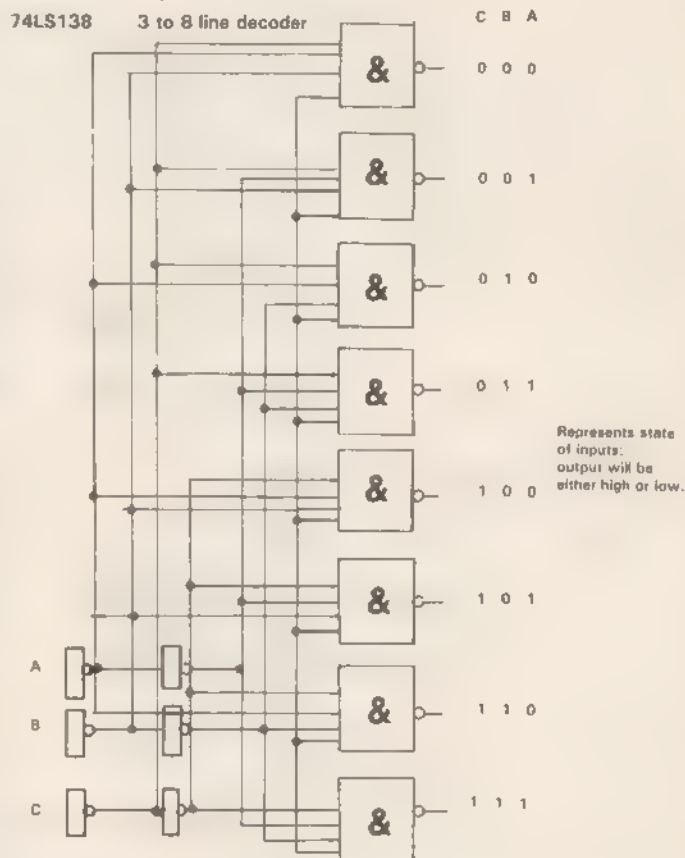 74LS138 3 to 8 line decoder
C B A
& 0 0 0
& 0 0 1
& 0 1 0
& 0 1 1
Represents state
of inputs:
output will be
either high or low.
& 1 0 0
& 1 0 1
A
& 1 1 0
B
C
& 1 1 1